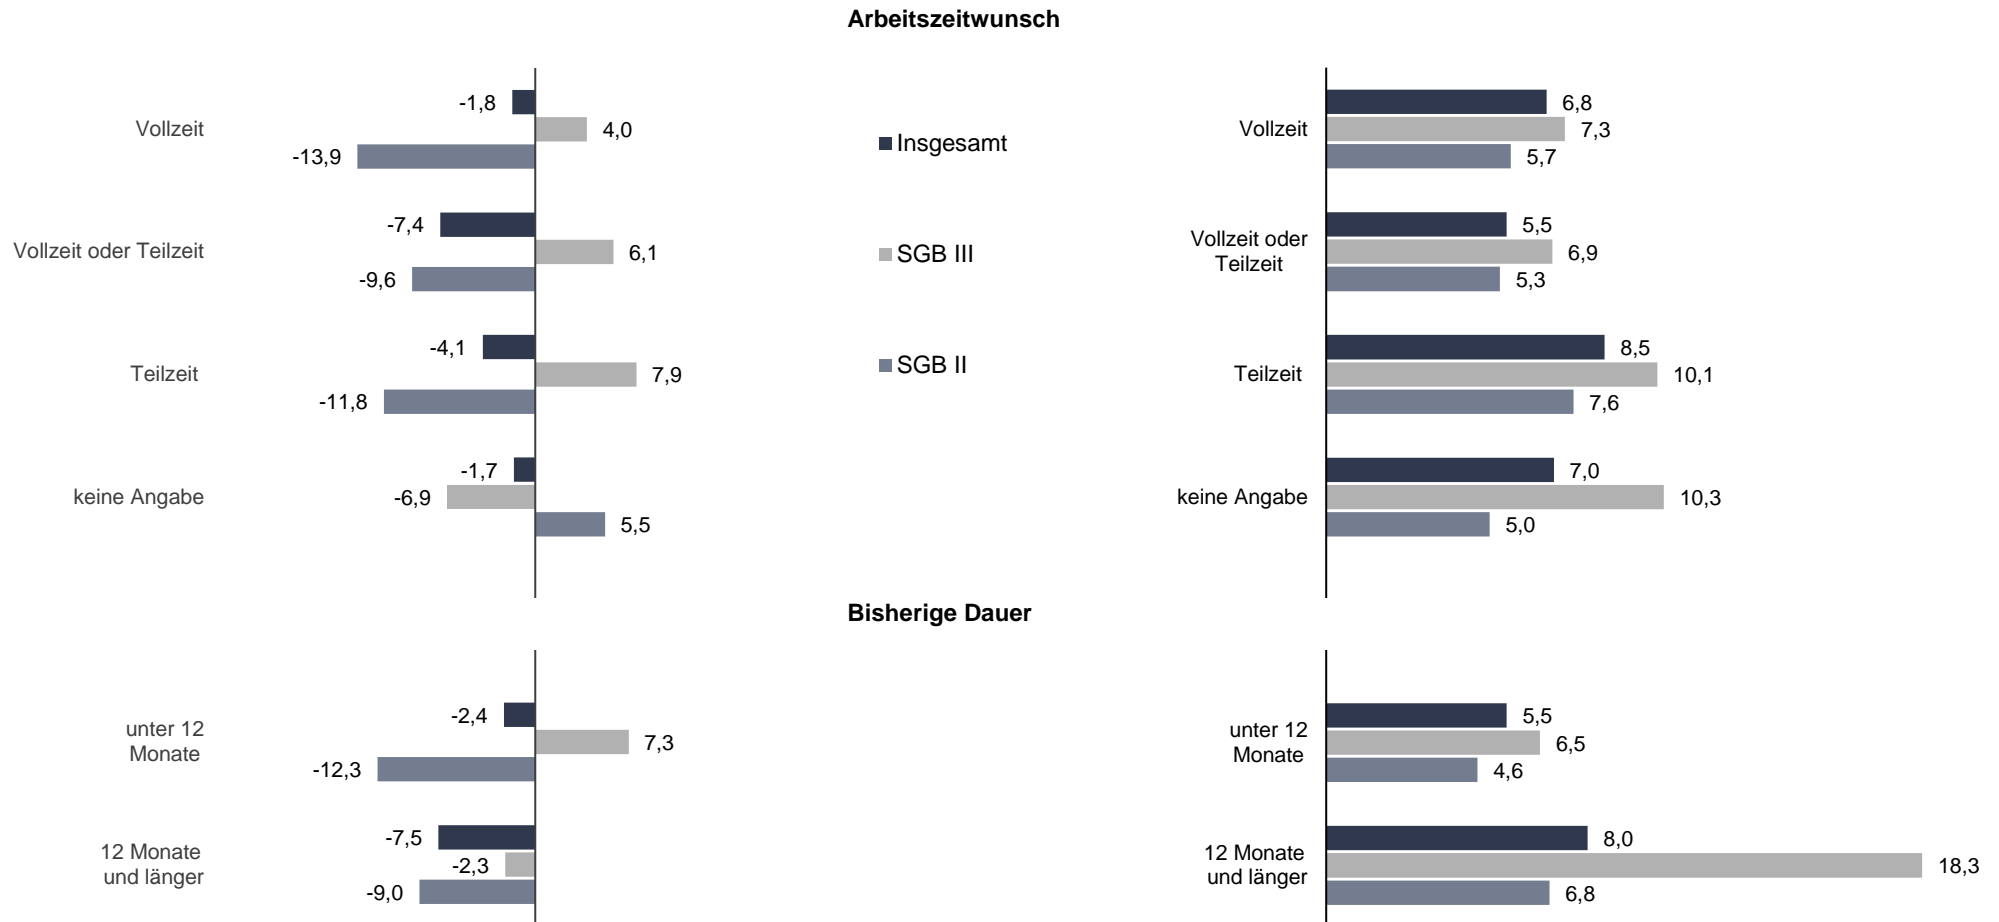 Arbeitszeitwunsch
Vollzeit
-1,8
4,0
-13,9
Vollzeit oder Teilzeit
-7,4
6,1
-9,6
Teilzeit
-4,1
7,9
-11,8
keine Angabe
-1,7
-6,9
5,5
Insgesamt
SGB III
SGB II
Vollzeit
6,8
7,3
5,7
Vollzeit oder
Teilzeit
5,5
6,9
5,3
Teilzeit
8,5
10,1
7,6
keine Angabe
7,0
10,3
5,0
Bisherige Dauer
unter 12
Monate
-2,4
7,3
-12,3
12 Monate
und länger
-7,5
-2,3
-9,0
unter 12
Monate
5,5
6,5
4,6
12 Monate
und länger
8,0
18,3
6,8